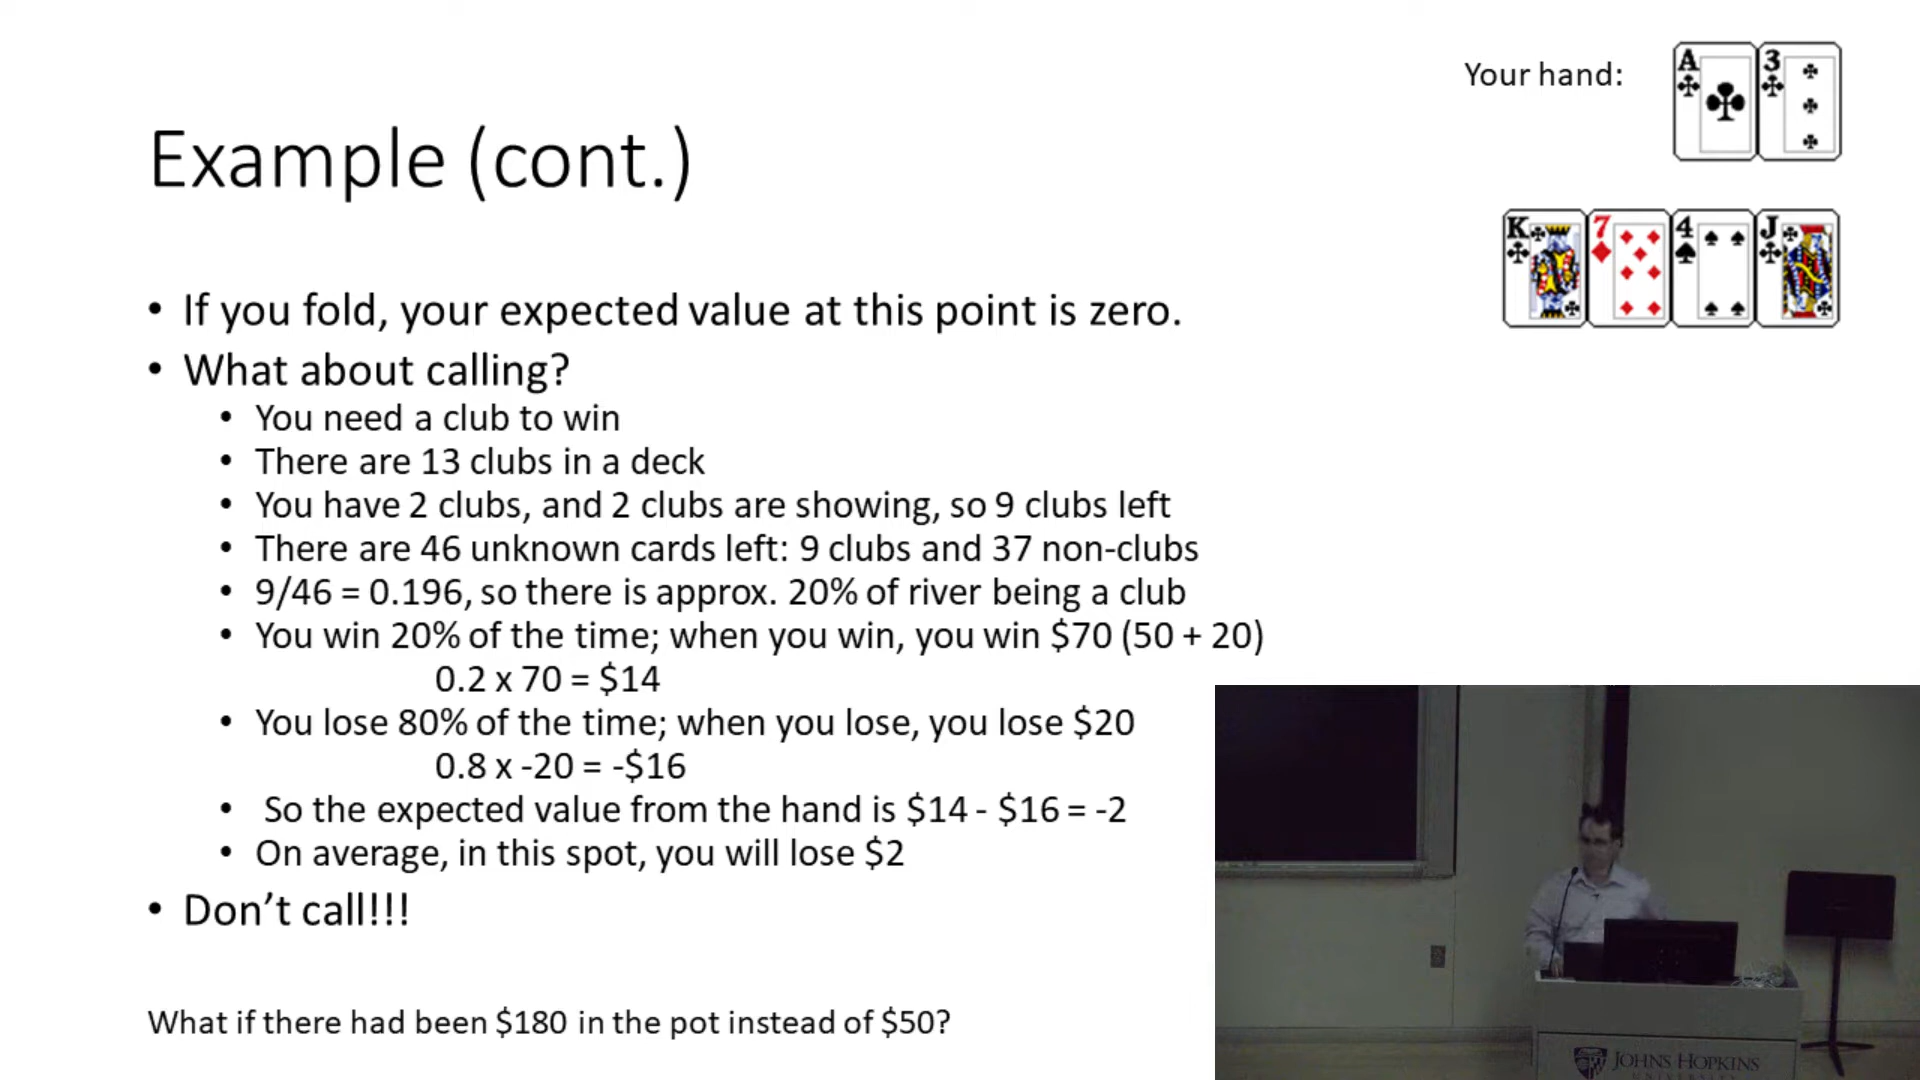 Your hand:
A 3
Example (cont.)
K 7 4 J
• If you fold, your expected value at this point is zero.
• What about calling?
• You need a club to win
• There are 13 clubs in a deck
• You have 2 clubs, and 2 clubs are showing, so 9 clubs left
• There are 46 unknown cards left: 9 clubs and 37 non-clubs
• 9/46 = 0.196, so there is approx. 20% of river being a club
• You win 20% of the time; when you win, you win $70 (50 + 20)
0.2 x 70 = $14
• You lose 80% of the time; when you lose, you lose $20
0.8 x -20 = -$16
• So the expected value from the hand is $14 - $16 = -2
• On average, in this spot, you will lose $2
• Don't call!!!
What if there had been $180 in the pot instead of $50?
JOHNS HOPKINS
UNIVERSITY